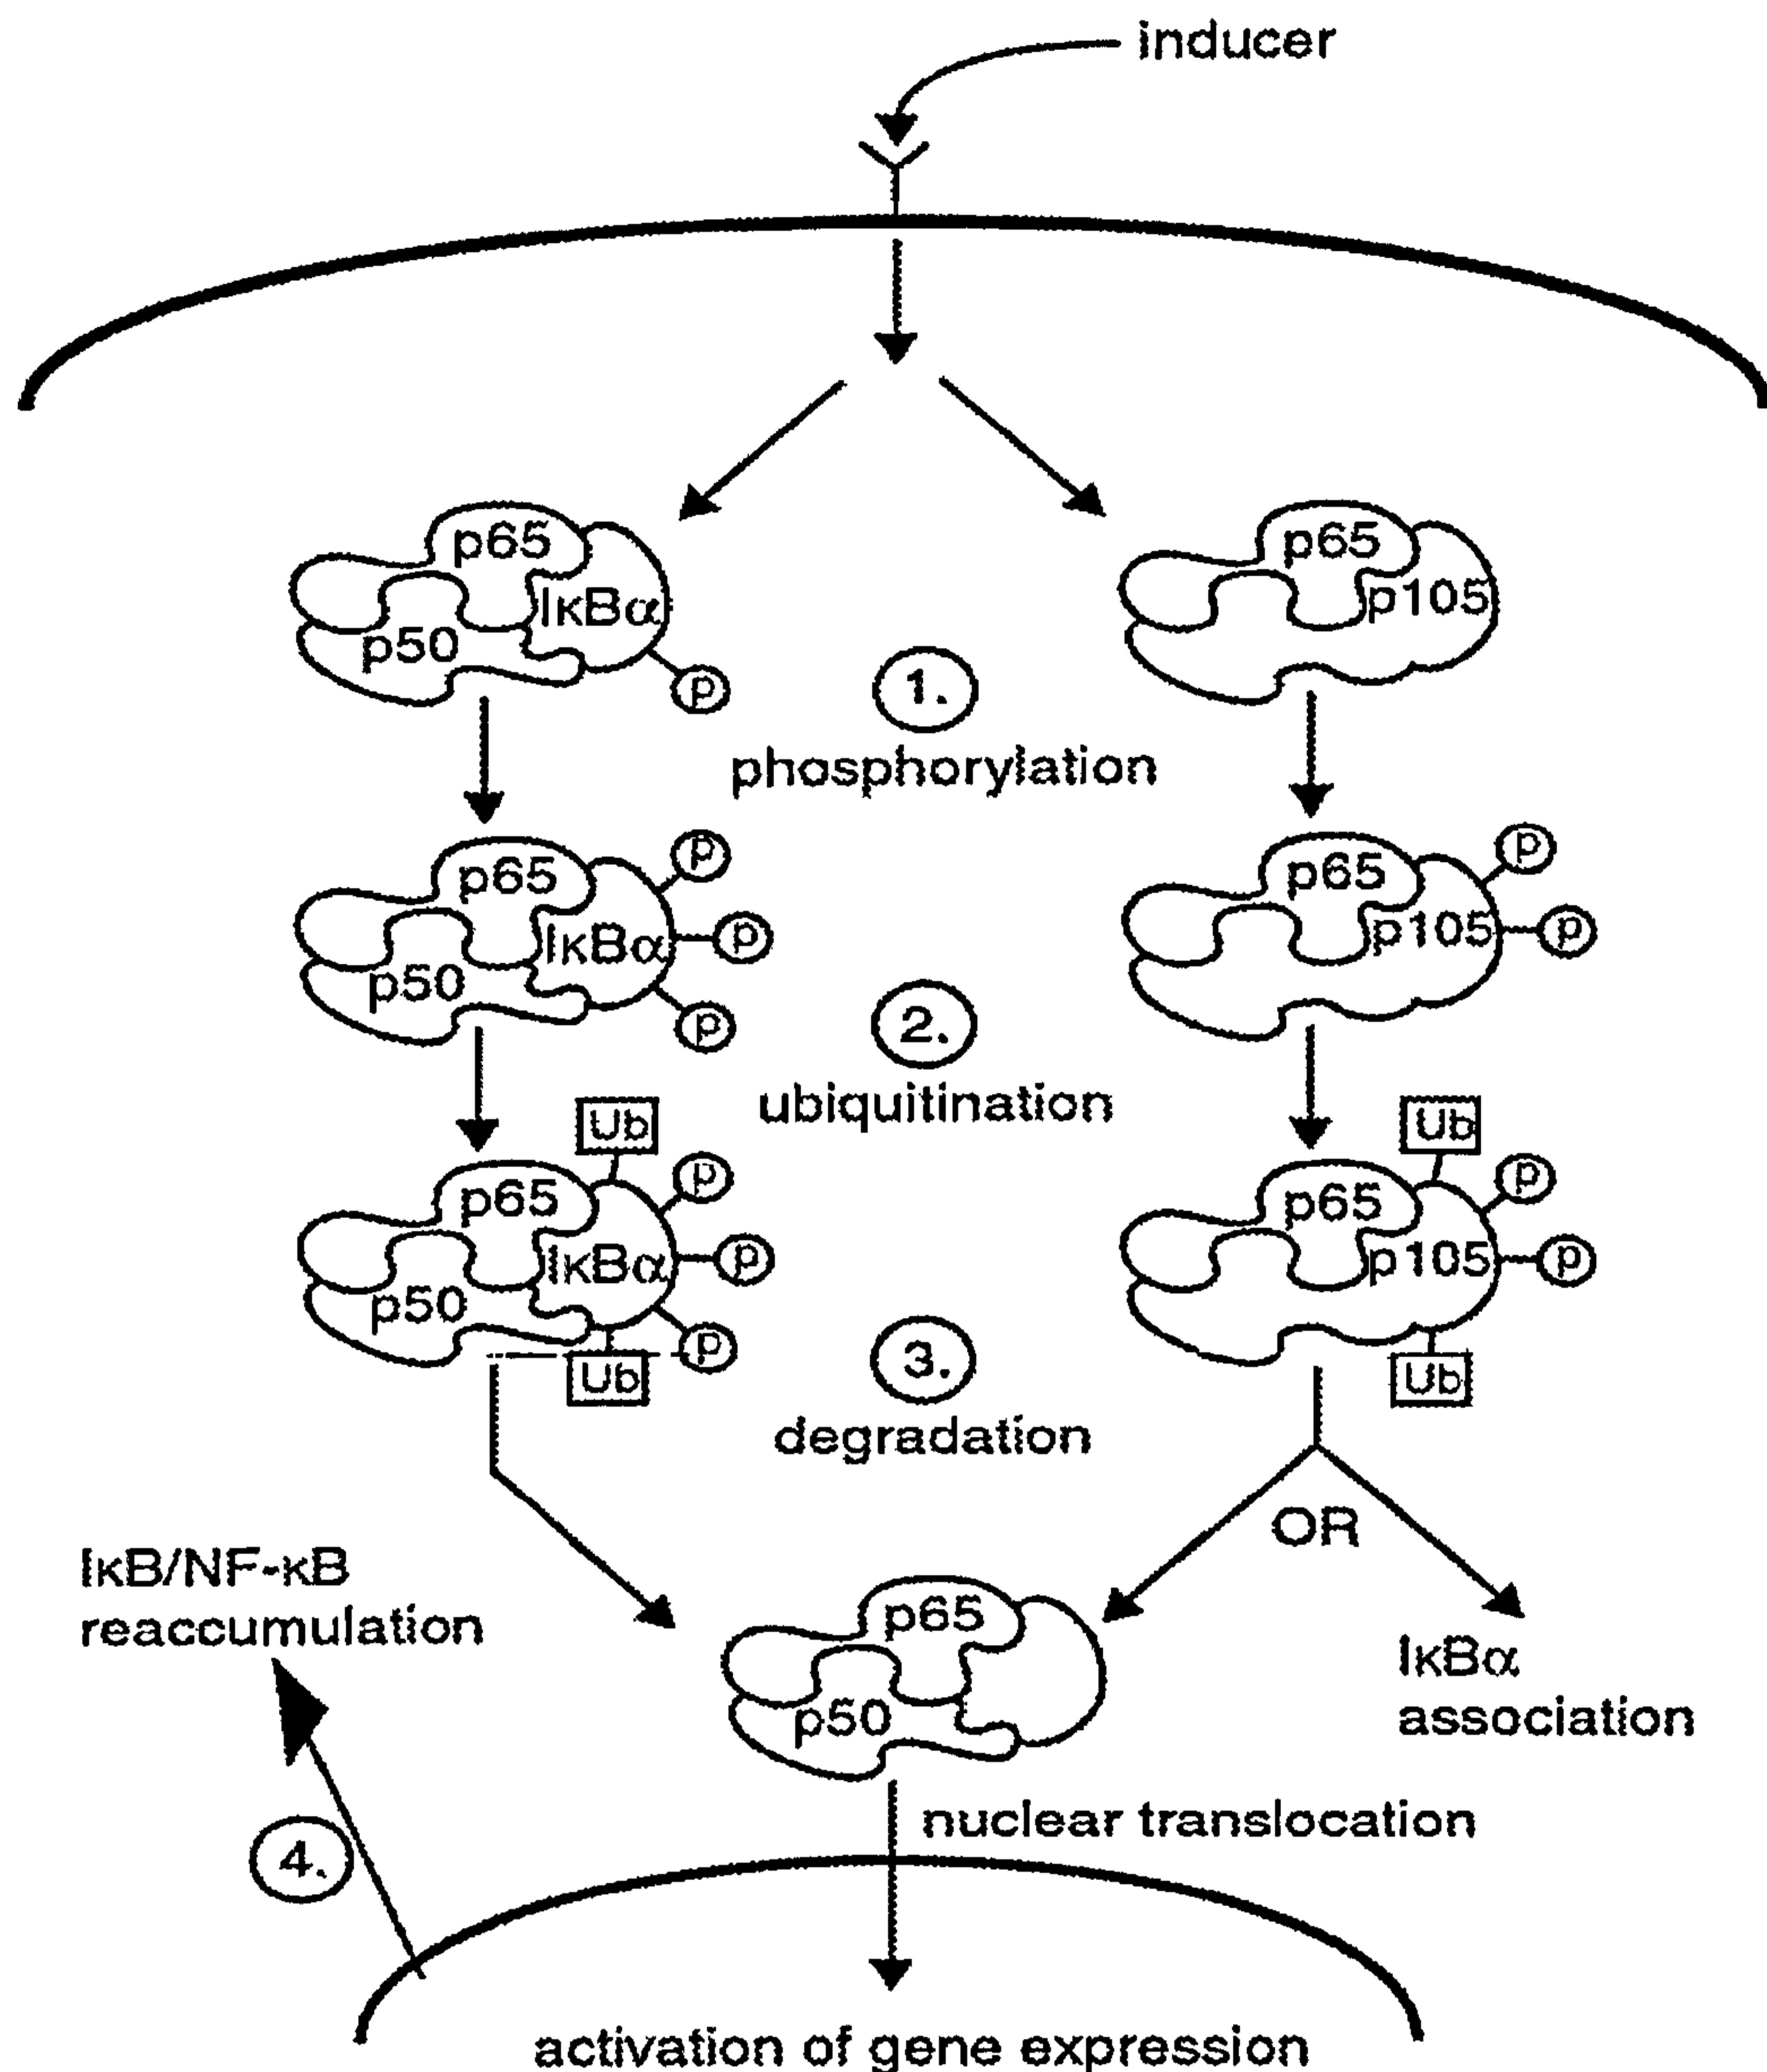 inducer
p65
IκBα
p50
P
p65
p105
1.
phosphorylation
p65
IκBα
p50
P
P
P
p65
p105
P
P
2.
ubiquitination
Ub
p65
IκBα
p50
P
P
P
Ub
Ub
p65
p105
P
P
Ub
3.
degradation
OR
IκB/NF-κB
reaccumulation
p65
p50
IκBα
association
nuclear translocation
4.
activation of gene expression